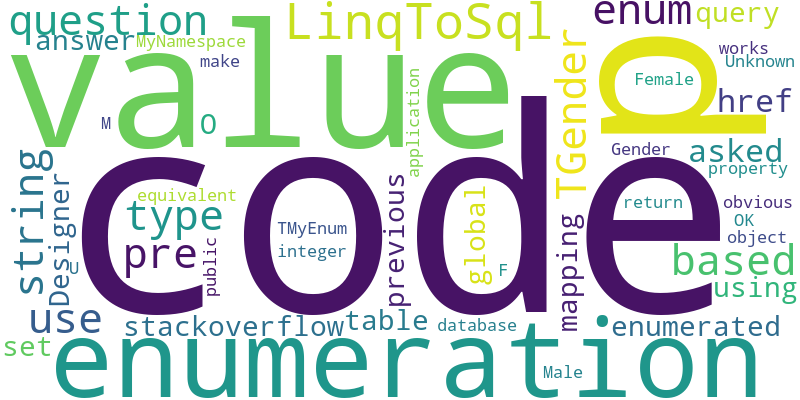 question
LinqToSql
enum
query
answer
MyNamespace
works
value
make
Unknown
p
Female
href
M
O
application
TGender
Gender
asked
string
code
property
Designer
equivalent
type
TMyEnum
integer
previous
global
return
obvious
OK
object
U
pre
public
F
mapping
based
using
use
stackoverflow
table
database
enumerated
set
enumeration
Male